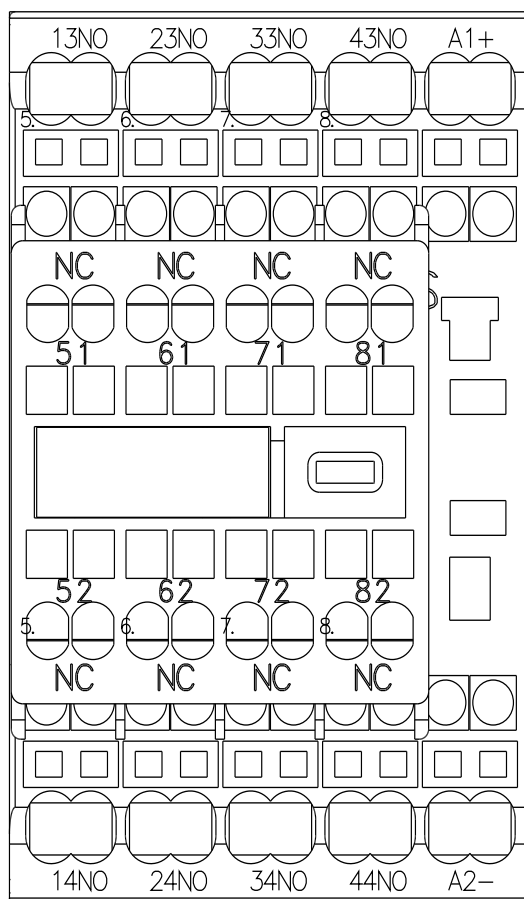 13NO 23NO 33NO 43NO A1+
5. 6. 7. 8.
NC NC NC NC
51 61 71 81
52 62 72 82
5. 6. 7. 8.
NC NC NC NC
14NO 24NO 34NO 44NO A2-